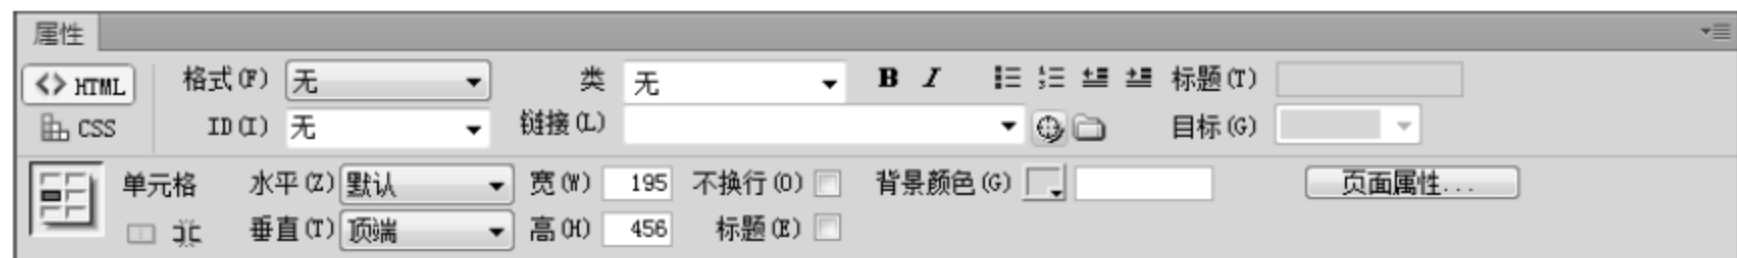 属性
<> HTML 格式(F) 无 类 无 B I 标题(T)
CSS ID(I) 无 链接(L) 目标(G)
单元格 水平(Z) 默认 宽(W) 195 不换行(O) 背景颜色(G) 页面属性...
垂直(T) 顶端 高(H) 456 标题(E)